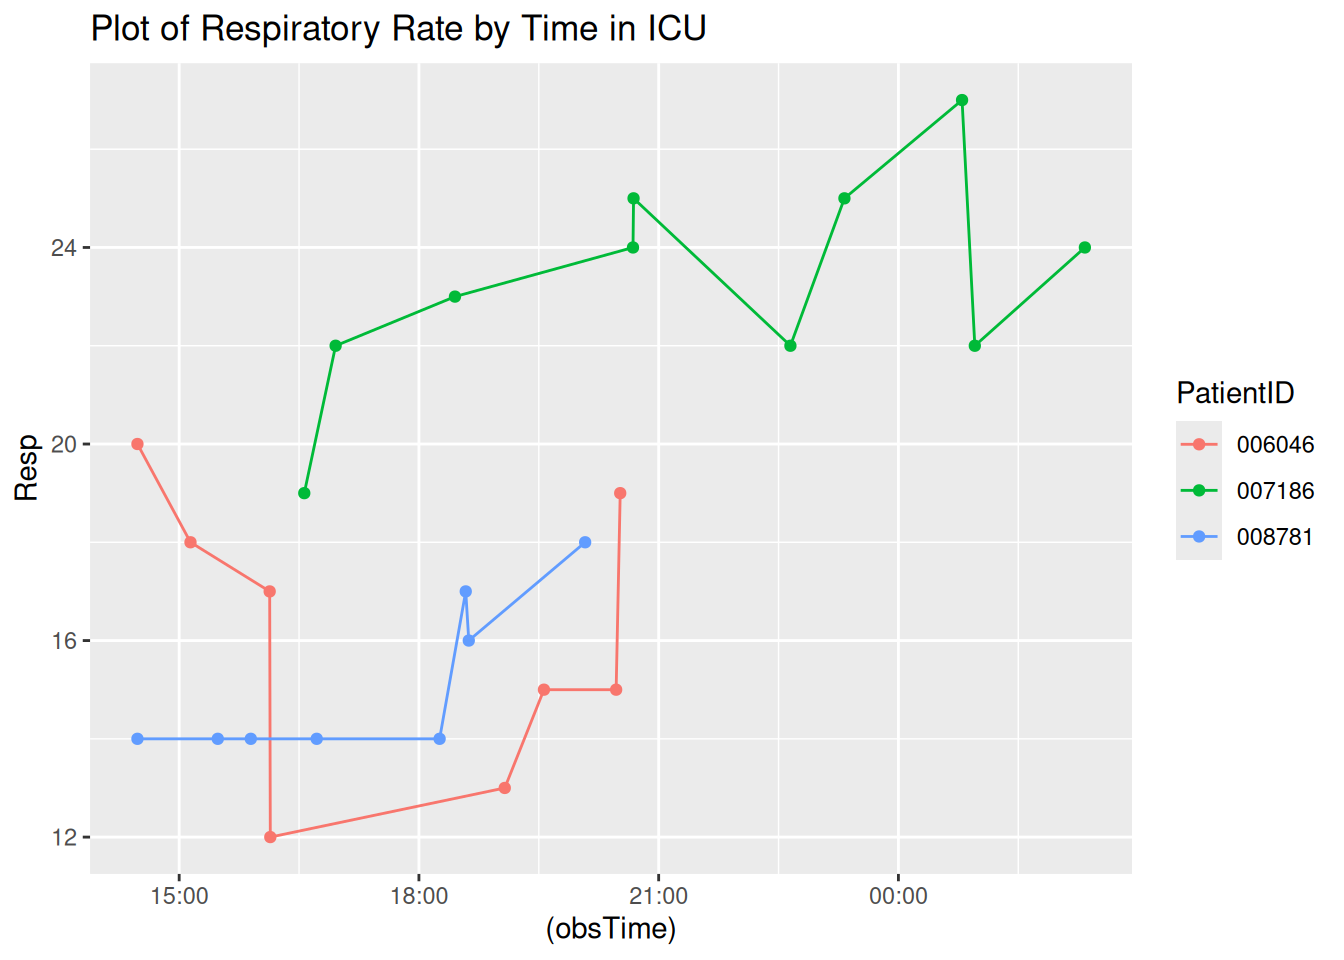 Plot of Respiratory Rate by Time in ICU
24
20
16
12
Resp
15:00 18:00 21:00 00:00
(obsTime)
PatientID
006046
007186
008781